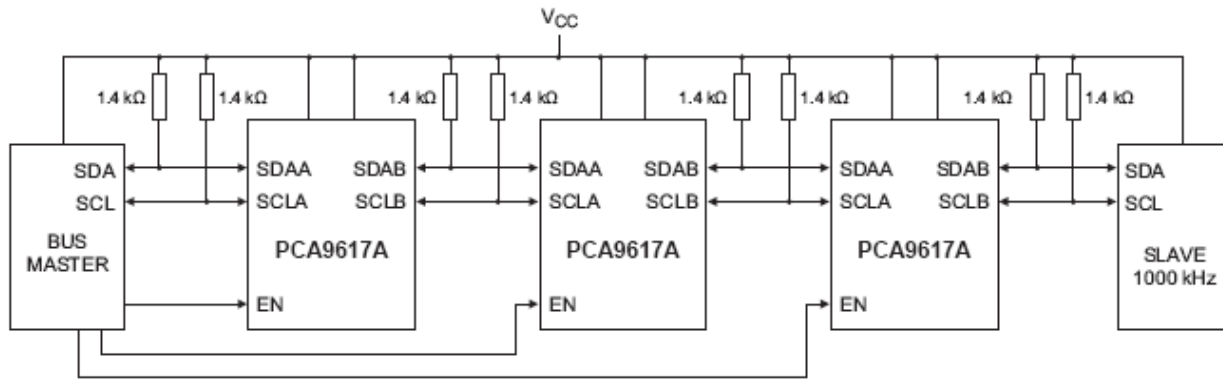 VCC
1.4 kΩ 1.4 kΩ 1.4 kΩ 1.4 kΩ 1.4 kΩ 1.4 kΩ 1.4 kΩ 1.4 kΩ
SDA SDAA SDAB SDAA SDAB SDAA SDAB SDA
SCL SCLA SCLB SCLA SCLB SCLA SCLB SCL
BUS
MASTER
PCA9617A PCA9617A PCA9617A
SLAVE
1000 kHz
EN EN EN